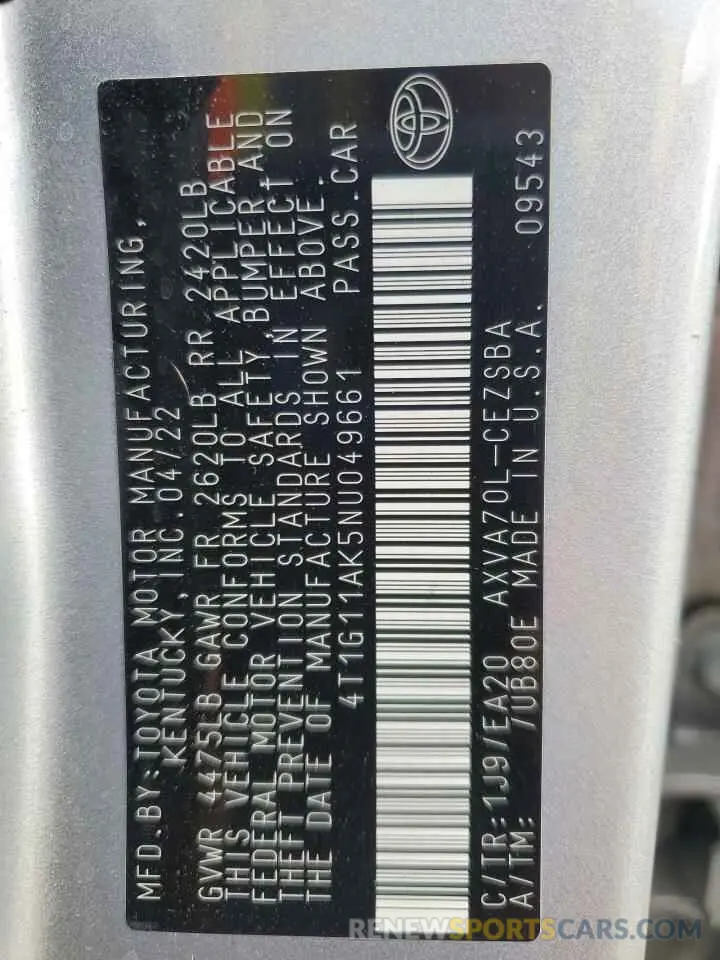 MFD.BY:TOYOTA MOTOR MANUFACTURING,
KENTUCKY,INC.04/22
GVWR 4475LB GAWR FR 2620LB RR 2420LB
THIS VEHICLE CONFORMS TO ALL APPLICABLE
FEDERAL MOTOR VEHICLE SAFETY,BUMPER,AND
THEFT PREVENTION STANDARDS IN EFFECT ON
THE DATE OF MANUFACTURE SHOWN ABOVE.
4T1G11AK5NU049661 PASS.CAR
C/TR:1J9/EA20 AXVA70L-CEZSBA 09543
A/TM: /UB80E MADE IN U.S.A.
RENEWSPORTSCARS.COM